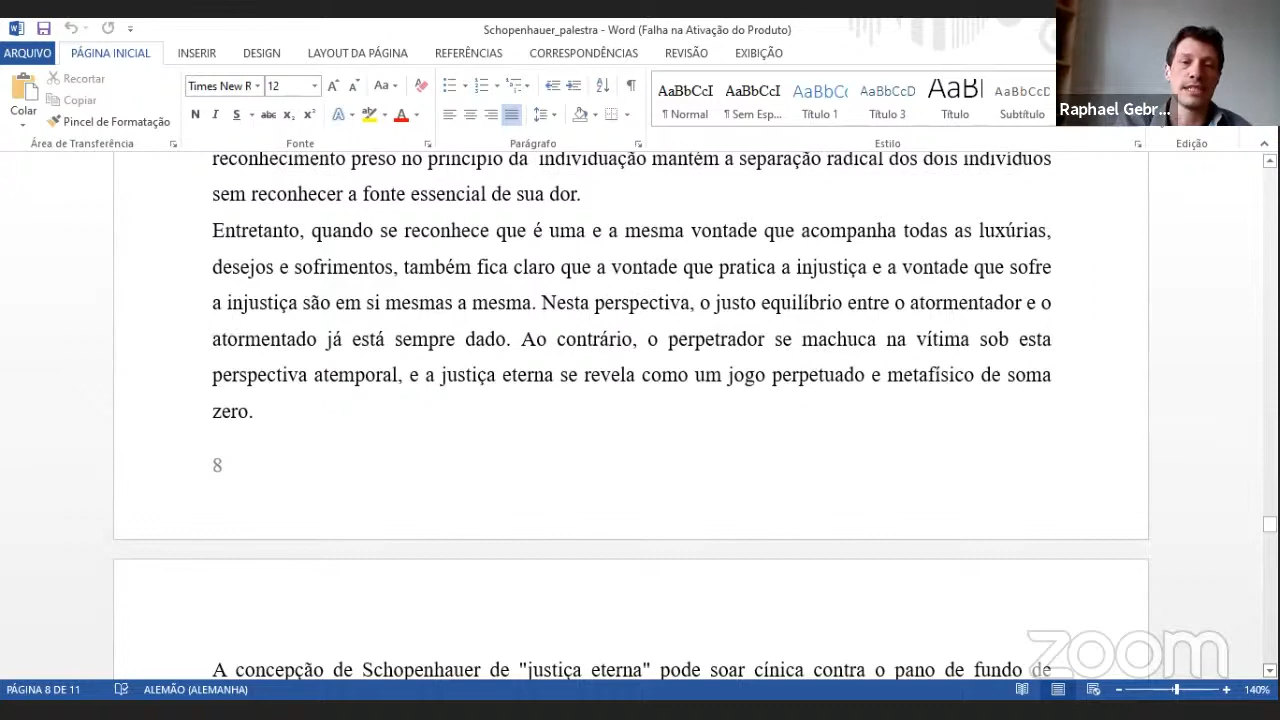 Schopenhauer_palestra - Word (Falha na Ativação do Produto)
ARQUIVO PÁGINA INICIAL INSERIR DESIGN LAYOUT DA PÁGINA REFERÊNCIAS CORRESPONDÊNCIAS REVISÃO EXIBIÇÃO
Colar
Recortar
Copiar
Pincel de Formatação
Área de Transferência
Times New R 12
Aa
N I S abc x₂ x²
A A
Fonte
Parágrafo
AaBbCcI AaBbCcI AaBbCc AaBbCcD AaBl AaBbCcD
¶ Normal ¶ Sem Esp... Título 1 Título 3 Título Subtítulo
Estilo
Edição
Raphael Gebr...
reconhecimento preso no princípio da individuação mantém a separação radical dos dois indivíduos
sem reconhecer a fonte essencial de sua dor.
Entretanto, quando se reconhece que é uma e a mesma vontade que acompanha todas as luxúrias,
desejos e sofrimentos, também fica claro que a vontade que pratica a injustiça e a vontade que sofre
a injustiça são em si mesmas a mesma. Nesta perspectiva, o justo equilíbrio entre o atormentador e o
atormentado já está sempre dado. Ao contrário, o perpetrador se machuca na vítima sob esta
perspectiva atemporal, e a justiça eterna se revela como um jogo perpetuado e metafísico de soma
zero.
8
A concepção de Schopenhauer de "justiça eterna" pode soar cínica contra o pano de fundo de
zoom
PÁGINA 8 DE 11 ALEMÃO (ALEMANHA) 140%